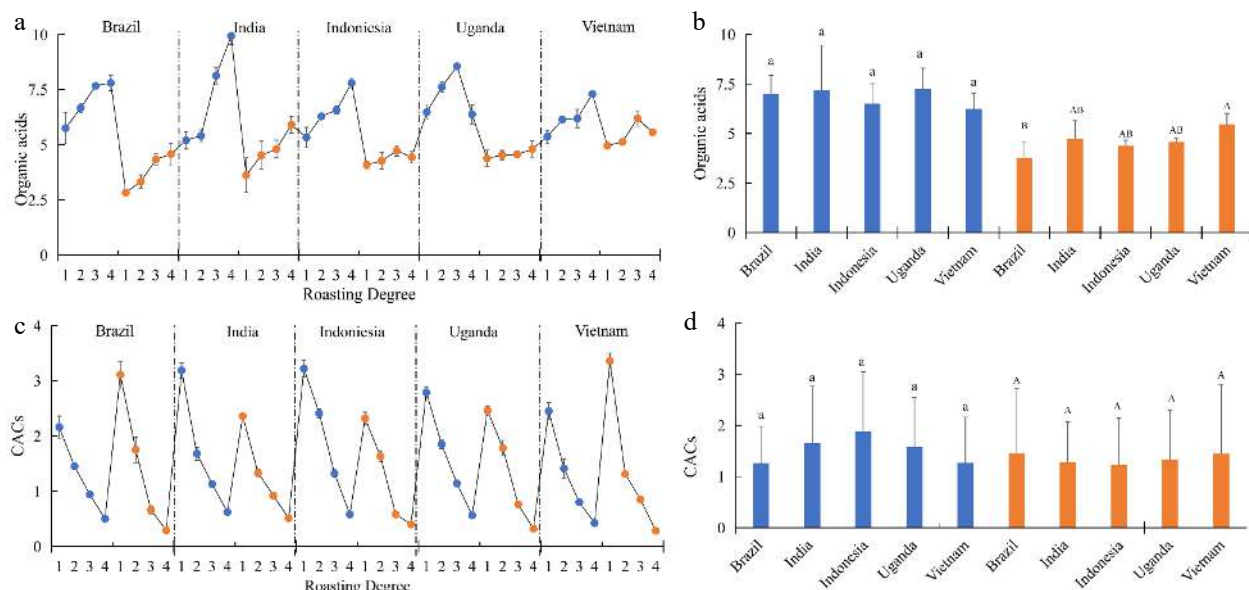 a
Brazil India Indoniesia Uganda Vietnam
10
7.5
5
2.5
0
Organic acids
1 2 3 4 1 2 3 4 1 2 3 4 1 2 3 4 1 2 3 4 1 2 3 4 1 2 3 4 1 2 3 4 1 2 3 4 1 2 3 4
Roasting Degree
b
10
7.5
5
2.5
0
Organic acids
a a a a a B AB AB AB A
Brazil India Indonesia Uganda Vietnam Brazil India Indonesia Uganda Vietnam
c
Brazil India Indoniesia Uganda Vietnam
4
3
2
1
0
CACs
1 2 3 4 1 2 3 4 1 2 3 4 1 2 3 4 1 2 3 4 1 2 3 4 1 2 3 4 1 2 3 4 1 2 3 4 1 2 3 4
Roasting Degree
d
4
3
2
1
0
CACs
a a a a a A A A A A
Brazil India Indonesia Uganda Vietnam Brazil India Indonesia Uganda Vietnam